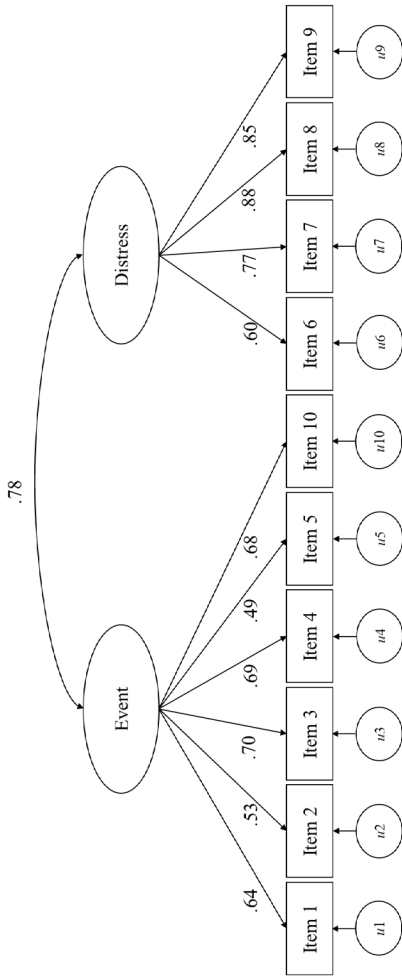 .78
Event
Distress
.64
.53
.70
.69
.49
.68
.60
.77
.88
.85
Item 1
Item 2
Item 3
Item 4
Item 5
Item 10
Item 6
Item 7
Item 8
Item 9
u1
u2
u3
u4
u5
u10
u6
u7
u8
u9